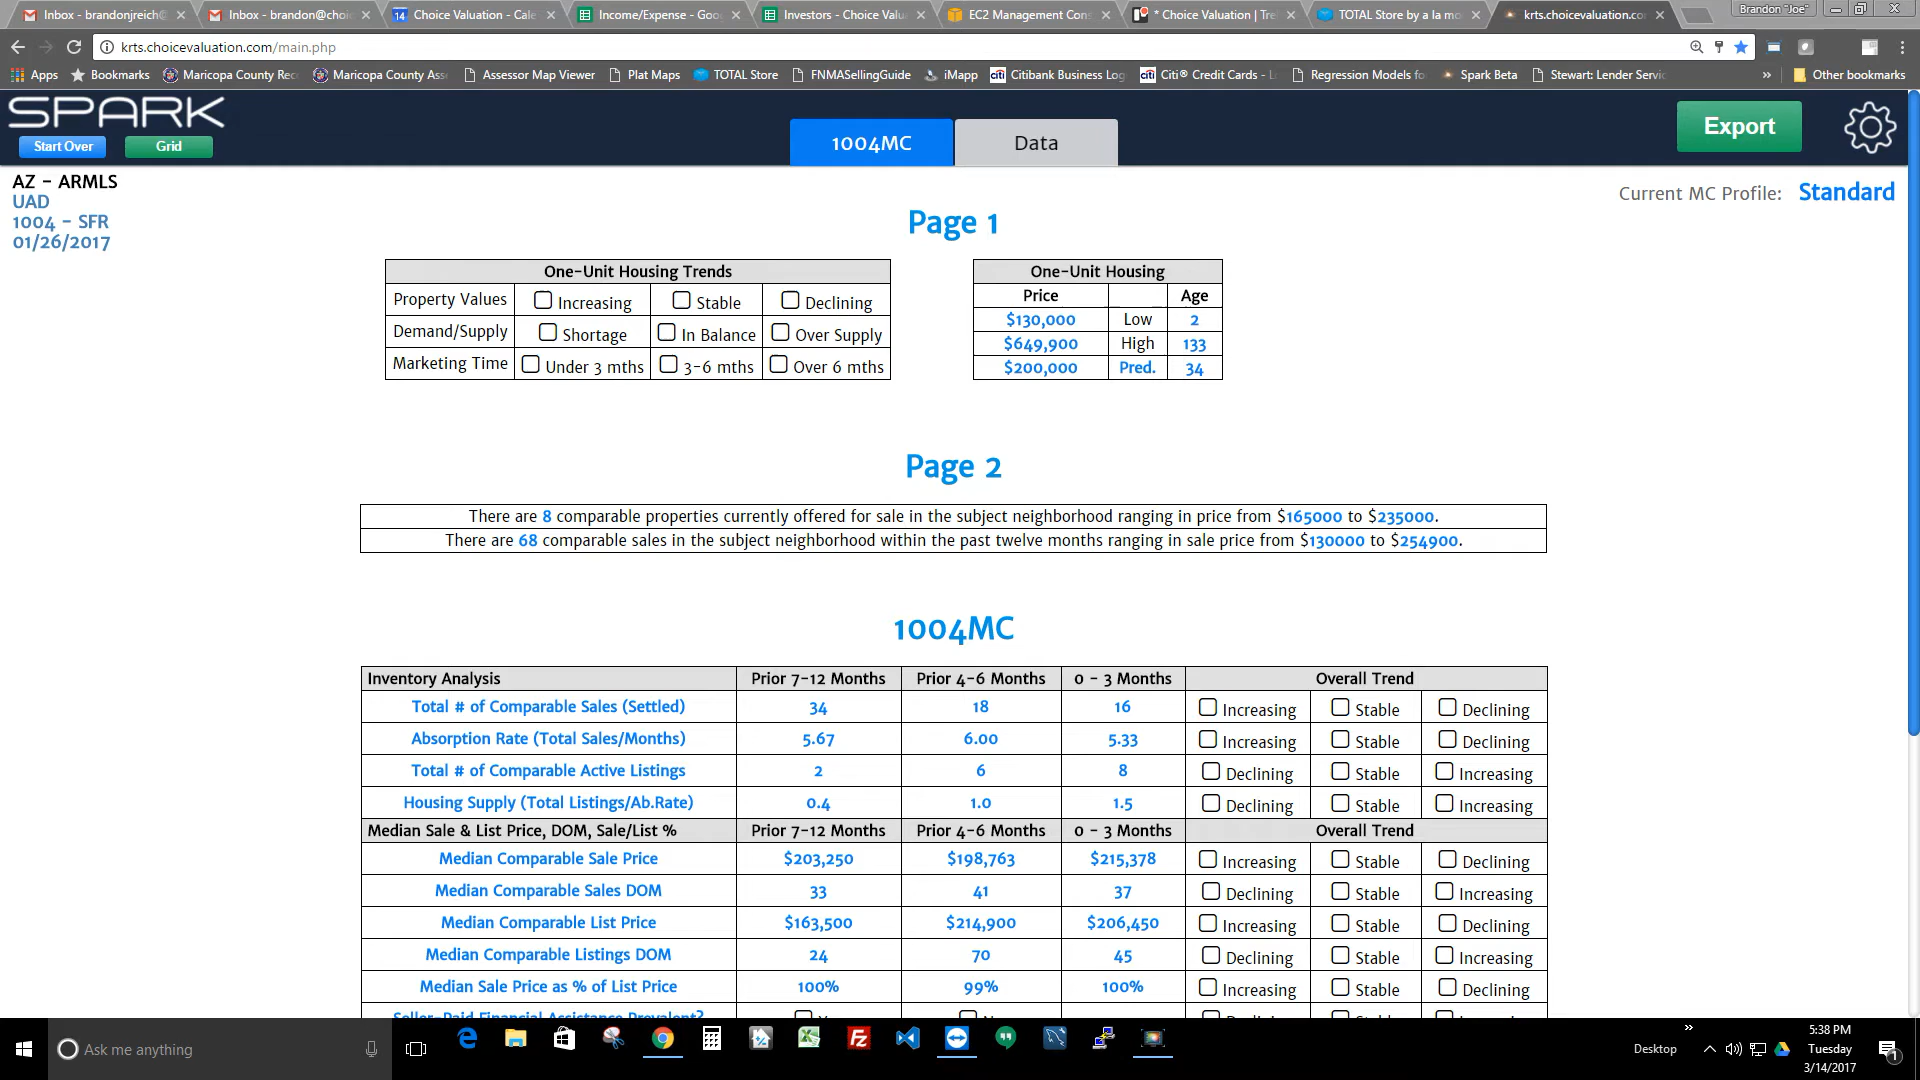 Inbox - brandonjreich@
Inbox - brandon@choi
14 Choice Valuation - Cale
Income/Expense - Goo
Investors - Choice Valu
EC2 Management Con
* Choice Valuation | Tre
TOTAL Store by a la mo
krts.choicevaluation.co
Brandon "Joe"
krts.choicevaluation.com/main.php
Apps
Bookmarks
Maricopa County Rec
Maricopa County Ass
Assessor Map Viewer
Plat Maps
TOTAL Store
FNMASellingGuide
iMapp
citi Citibank Business Log
citi Citi® Credit Cards - L
Regression Models fo
Spark Beta
Stewart: Lender Servic
»
Other bookmarks
SPARK
Start Over
Grid
1004MC
Data
Export
AZ - ARMLS
UAD
1004 - SFR
01/26/2017
Current MC Profile: Standard
Page 1
One-Unit Housing Trends
Property Values Increasing Stable Declining
Demand/Supply Shortage In Balance Over Supply
Marketing Time Under 3 mths 3-6 mths Over 6 mths
One-Unit Housing
Price Age
$130,000 Low 2
$649,900 High 133
$200,000 Pred. 34
Page 2
There are 8 comparable properties currently offered for sale in the subject neighborhood ranging in price from $165000 to $235000.
There are 68 comparable sales in the subject neighborhood within the past twelve months ranging in sale price from $130000 to $254900.
1004MC
Inventory Analysis Prior 7-12 Months Prior 4-6 Months 0 - 3 Months Overall Trend
Total # of Comparable Sales (Settled) 34 18 16 Increasing Stable Declining
Absorption Rate (Total Sales/Months) 5.67 6.00 5.33 Increasing Stable Declining
Total # of Comparable Active Listings 2 6 8 Declining Stable Increasing
Housing Supply (Total Listings/Ab.Rate) 0.4 1.0 1.5 Declining Stable Increasing
Median Sale & List Price, DOM, Sale/List % Prior 7-12 Months Prior 4-6 Months 0 - 3 Months Overall Trend
Median Comparable Sale Price $203,250 $198,763 $215,378 Increasing Stable Declining
Median Comparable Sales DOM 33 41 37 Declining Stable Increasing
Median Comparable List Price $163,500 $214,900 $206,450 Increasing Stable Declining
Median Comparable Listings DOM 24 70 45 Declining Stable Increasing
Median Sale Price as % of List Price 100% 99% 100% Increasing Stable Declining
Seller-Paid Financial Assistance Prevalent?
Ask me anything
Desktop
»
5:38 PM
Tuesday
3/14/2017
1